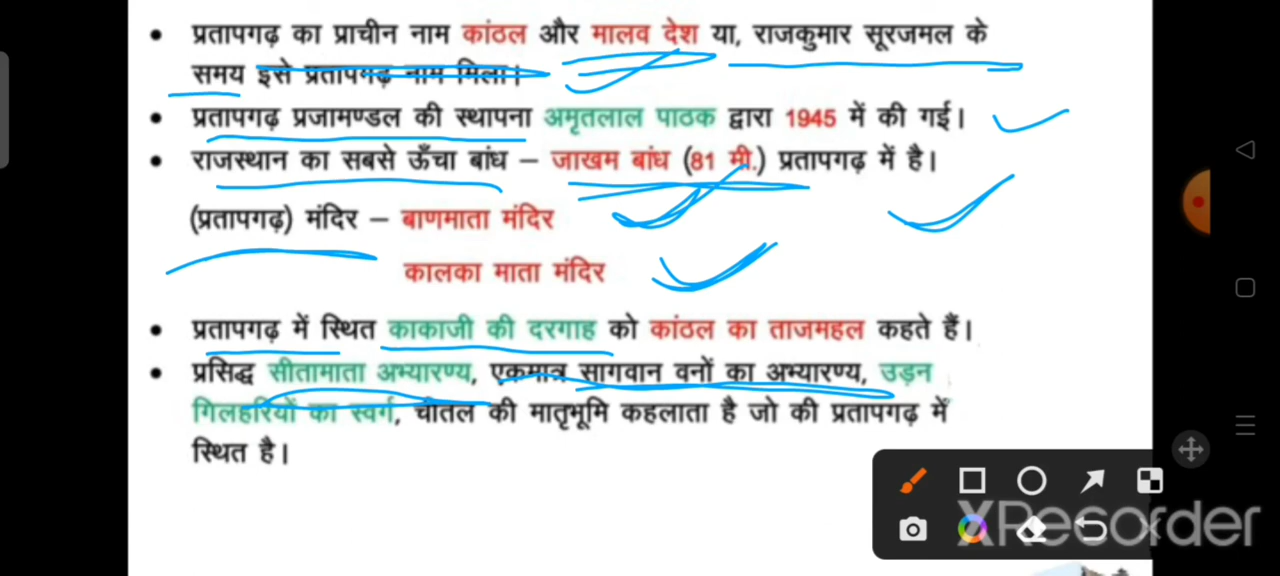 • प्रतापगढ़ का प्राचीन नाम कांठल और मालव देश या, राजकुमार सूरजमल के
समय इसे प्रतापगढ़ नाम मिला।
• प्रतापगढ़ प्रजामण्डल की स्थापना अमृतलाल पाठक द्वारा 1945 में की गई।
• राजस्थान का सबसे ऊँचा बांध – जाखम बांध (81 मी.) प्रतापगढ़ में है।
(प्रतापगढ़) मंदिर – बाणमाता मंदिर
कालका माता मंदिर
• प्रतापगढ़ में स्थित काकाजी की दरगाह को कांठल का ताजमहल कहते हैं।
• प्रसिद्ध सीतामाता अभ्यारण्य, एकमात्र सागवान वनों का अभ्यारण्य, उड़न
गिलहरियों का स्वर्ग, चीतल की मातृभूमि कहलाता है जो की प्रतापगढ़ में
स्थित है।
XRecorder